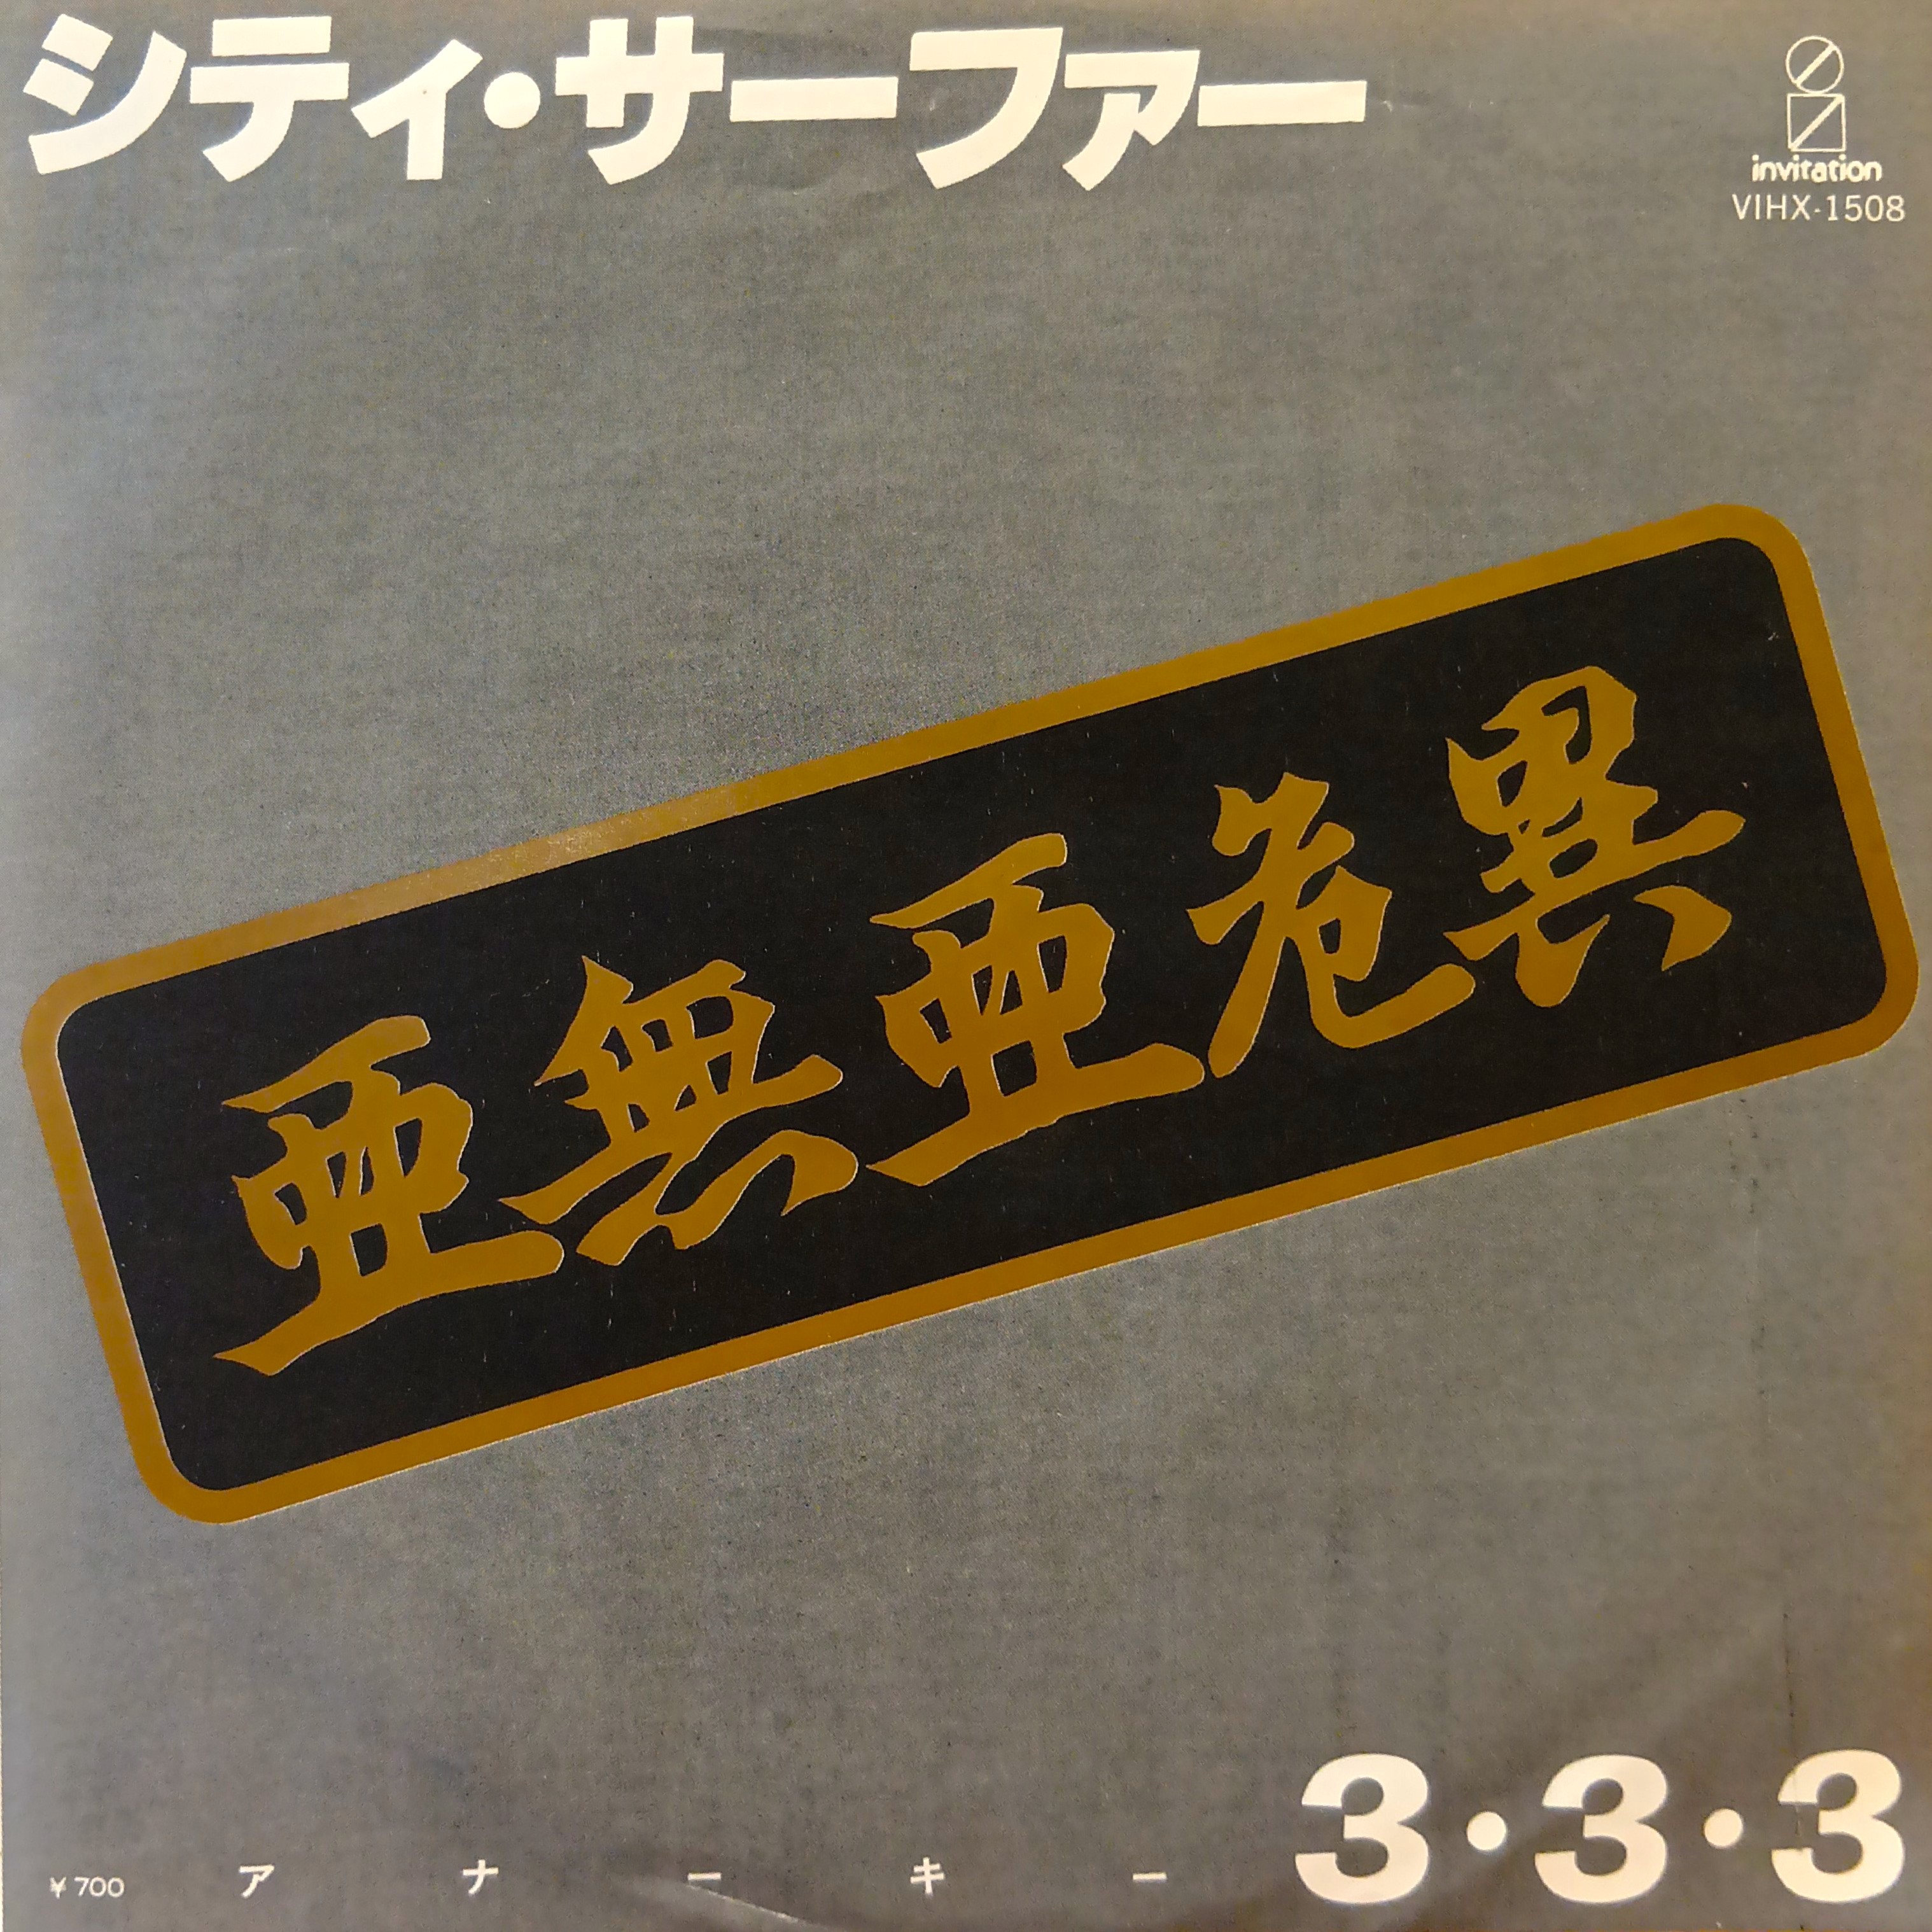 シティ・サーファー
invitation
VIHX-1508
亜無亜危異
¥700
アナーキー
3・3・3